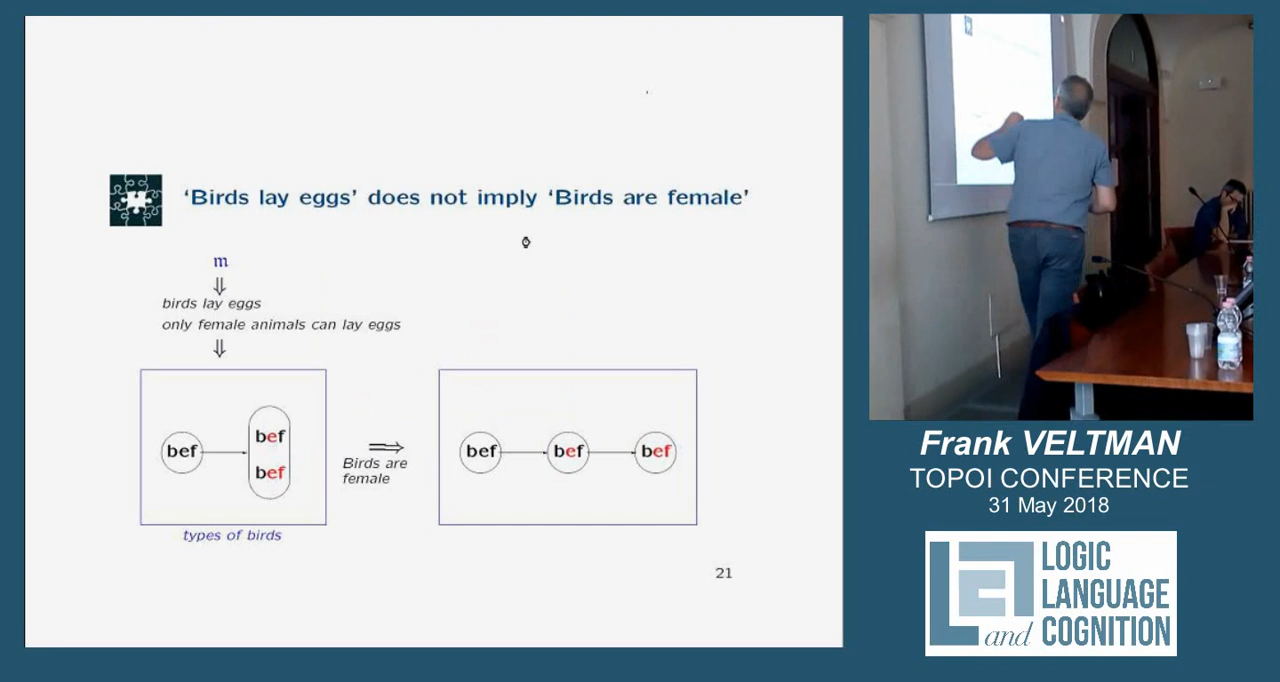 ‘Birds lay eggs’ does not imply ‘Birds are female’
𝔪
⇓
birds lay eggs
only female animals can lay eggs
⇓
bef
bef
bef
⇒
Birds are
female
bef
bef
bef
types of birds
21
Frank VELTMAN
TOPOI CONFERENCE
31 May 2018
LOGIC
LANGUAGE
and COGNITION